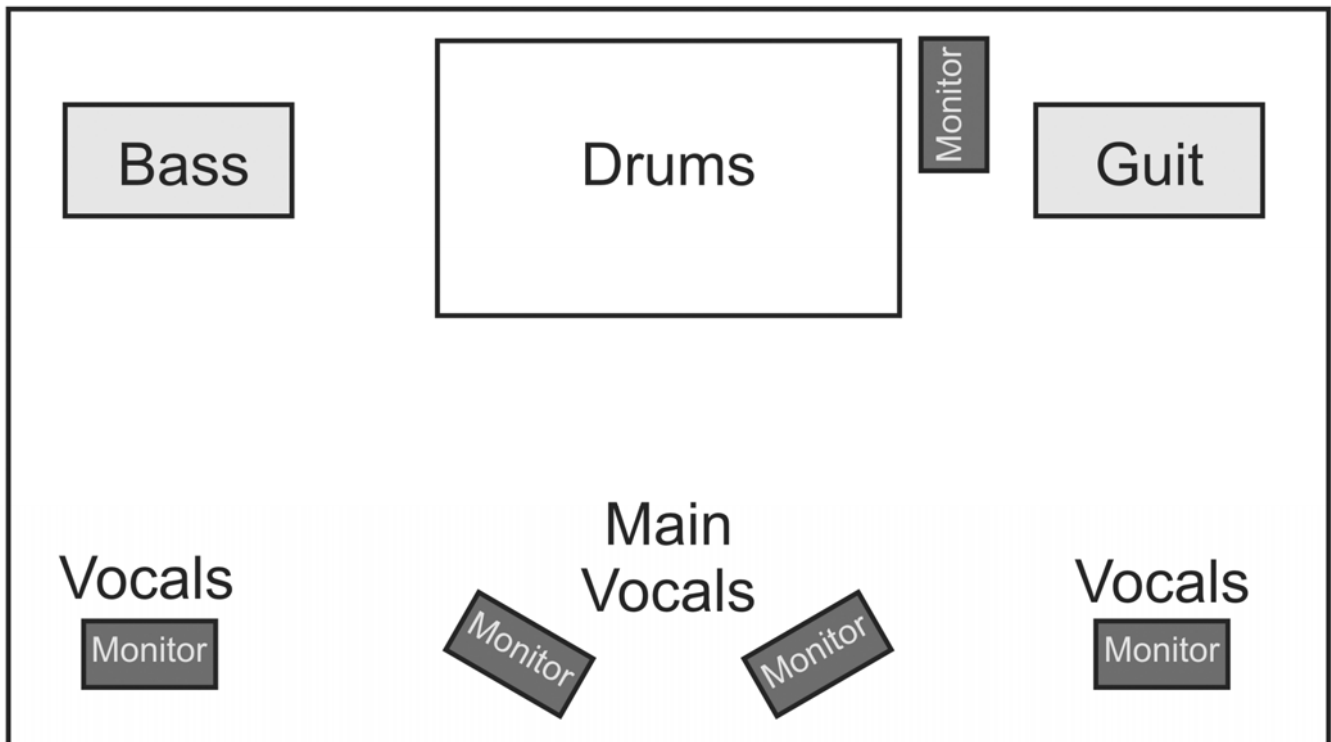 Monitor
Bass
Drums
Guit
Main
Vocals
Vocals
Vocals
Monitor
Monitor
Monitor
Monitor